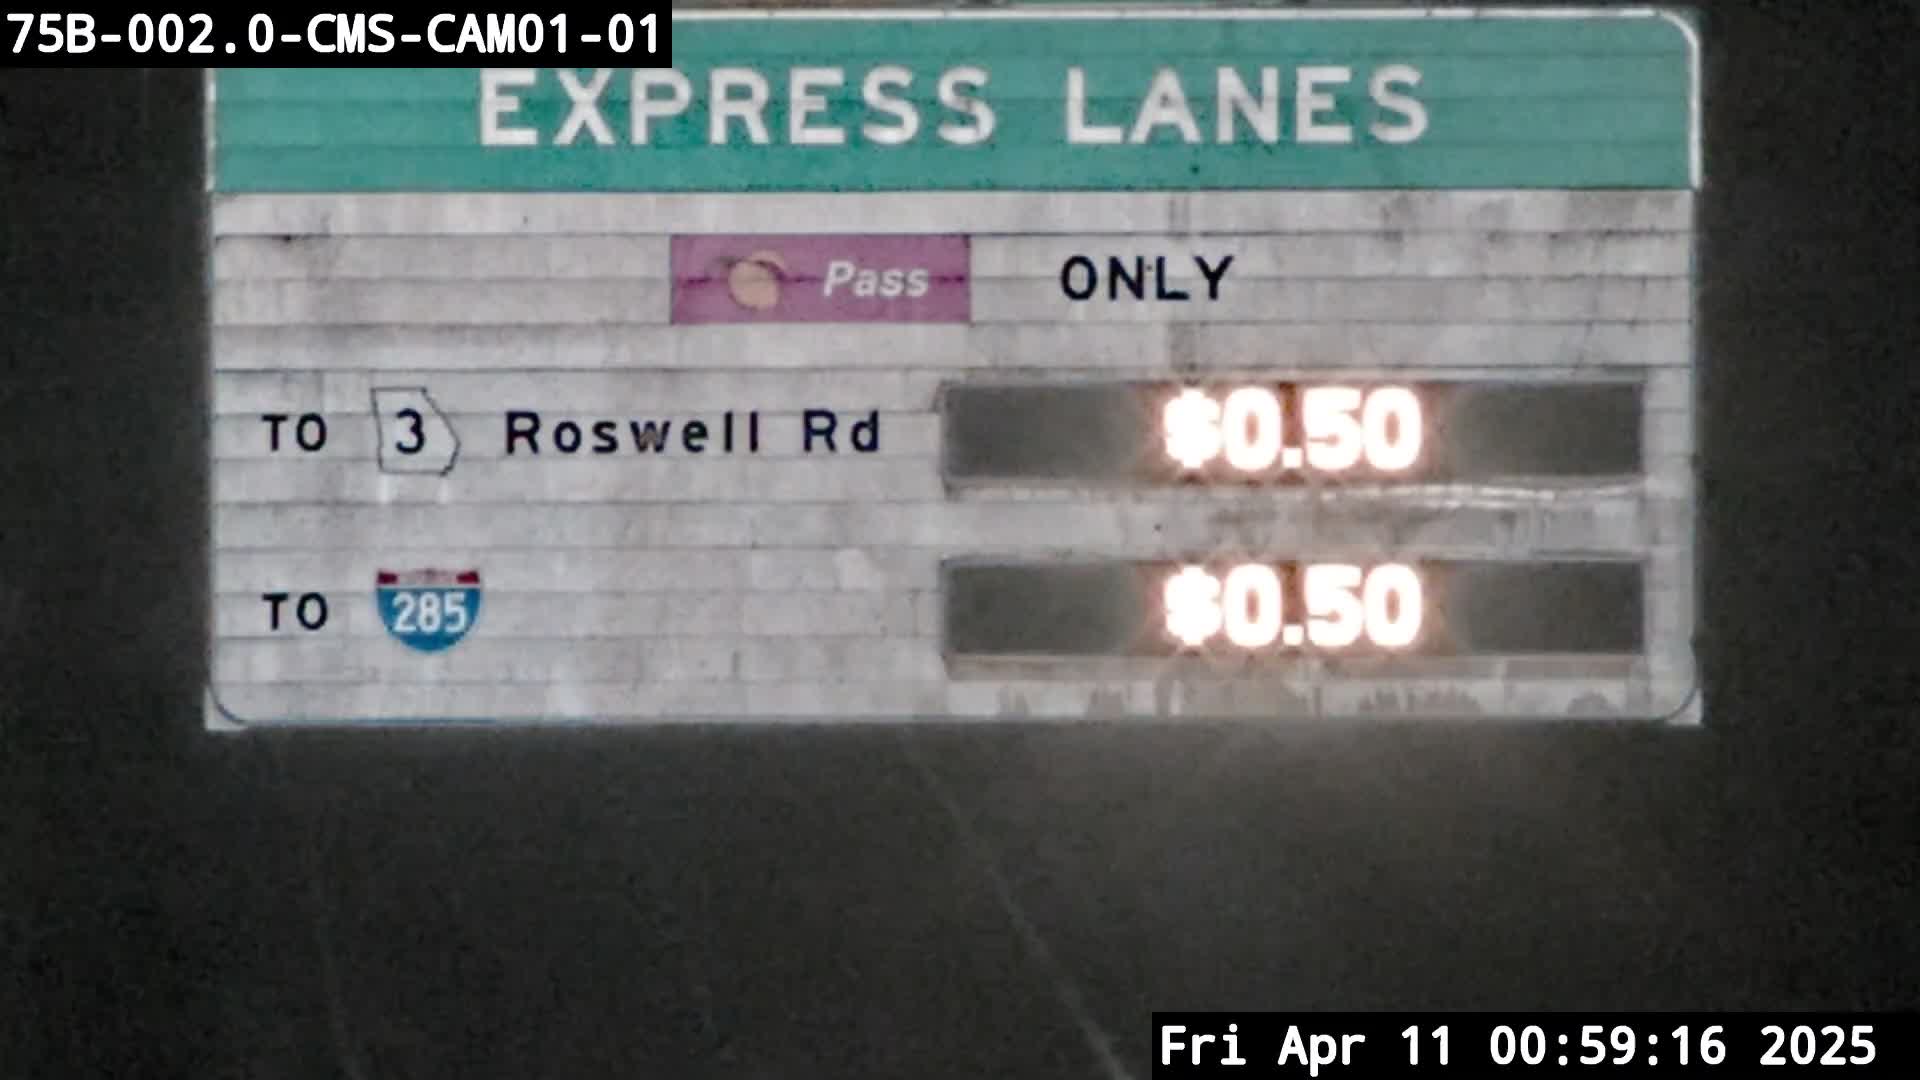 75B-002.0-CMS-CAM01-01
EXPRESS LANES
Pass ONLY
TO 3 Roswell Rd $0.50
TO 285 $0.50
Fri Apr 11 00:59:16 2025